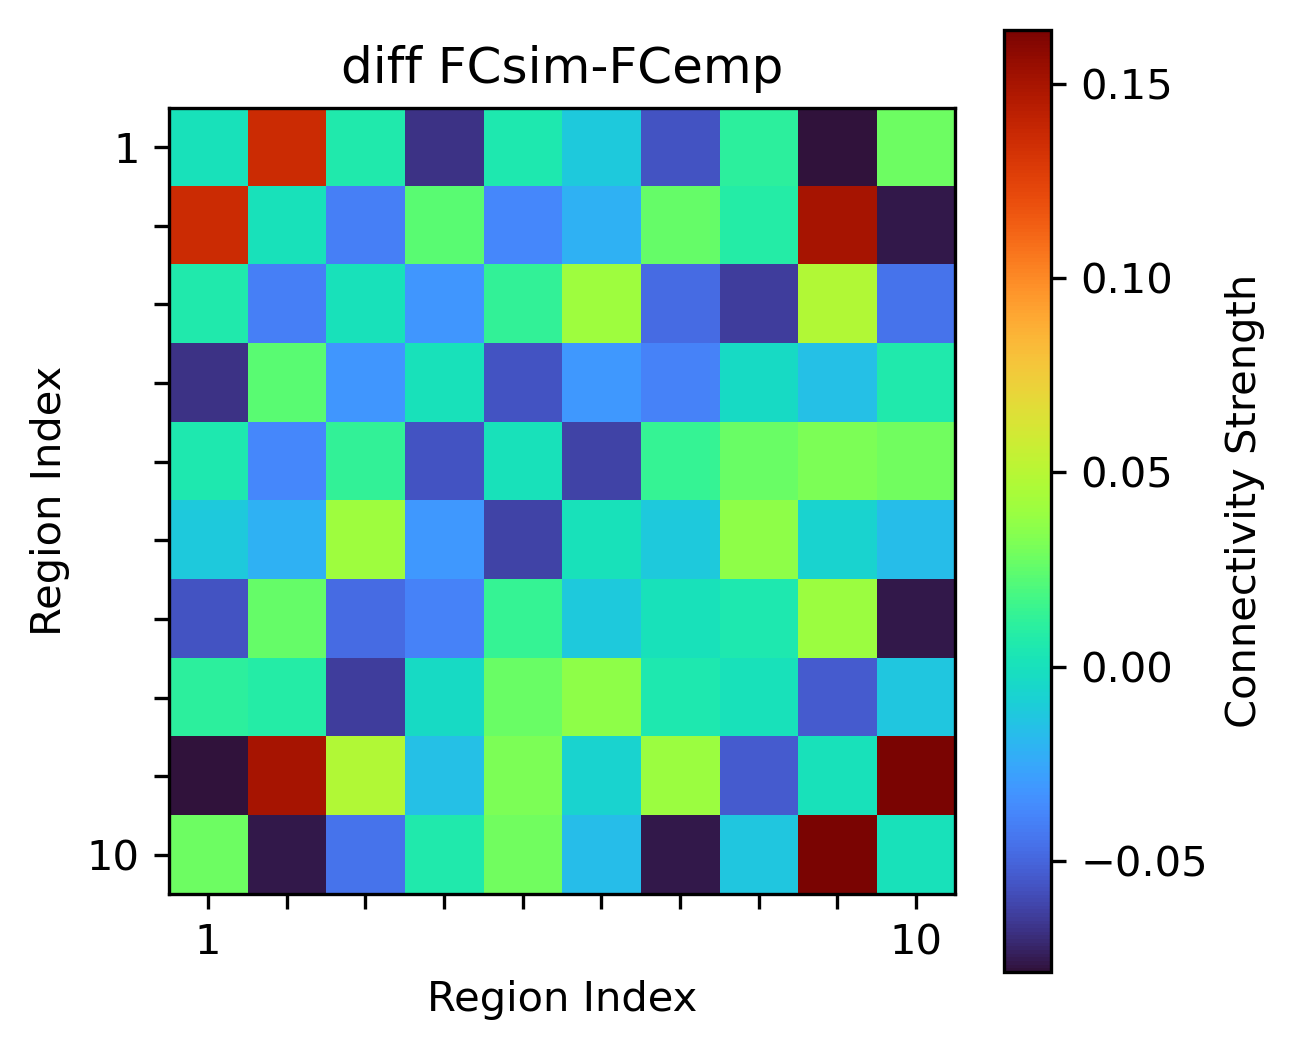 diff FCsim-FCemp
1
10
Region Index
1
10
Region Index
0.15
0.10
0.05
0.00
−0.05
Connectivity Strength